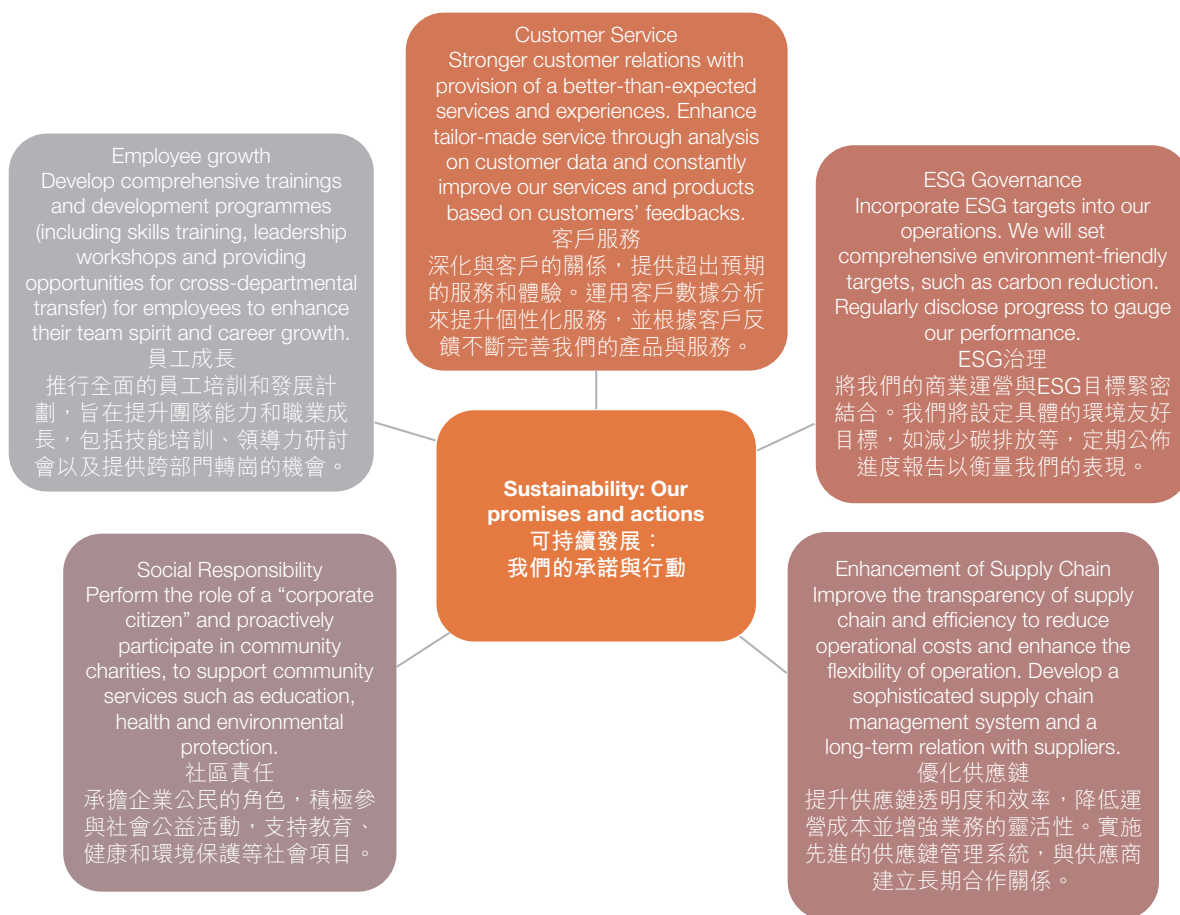 Customer Service
Stronger customer relations with
provision of a better-than-expected
services and experiences. Enhance
tailor-made service through analysis
on customer data and constantly
improve our services and products
based on customers’ feedbacks.
客戶服務
深化與客戶的關係，提供超出預期
的服務和體驗。運用客戶數據分析
來提升個性化服務，並根據客戶反
饋不斷完善我們的產品與服務。
Employee growth
Develop comprehensive trainings
and development programmes
(including skills training, leadership
workshops and providing
opportunities for cross-departmental
transfer) for employees to enhance
their team spirit and career growth.
員工成長
推行全面的員工培訓和發展計
劃，旨在提升團隊能力和職業成
長，包括技能培訓、領導力研討
會以及提供跨部門轉崗的機會。
ESG Governance
Incorporate ESG targets into our
operations. We will set
comprehensive environment-friendly
targets, such as carbon reduction.
Regularly disclose progress to gauge
our performance.
ESG治理
將我們的商業運營與ESG目標緊密
結合。我們將設定具體的環境友好
目標，如減少碳排放等，定期公佈
進度報告以衡量我們的表現。
Sustainability: Our
promises and actions
可持續發展：
我們的承諾與行動
Social Responsibility
Perform the role of a “corporate
citizen” and proactively
participate in community
charities, to support community
services such as education,
health and environmental
protection.
社區責任
承擔企業公民的角色，積極參
與社會公益活動，支持教育、
健康和環境保護等社會項目。
Enhancement of Supply Chain
Improve the transparency of supply
chain and efficiency to reduce
operational costs and enhance the
flexibility of operation. Develop a
sophisticated supply chain
management system and a
long-term relation with suppliers.
優化供應鏈
提升供應鏈透明度和效率，降低運
營成本並增強業務的靈活性。實施
先進的供應鏈管理系統，與供應商
建立長期合作關係。